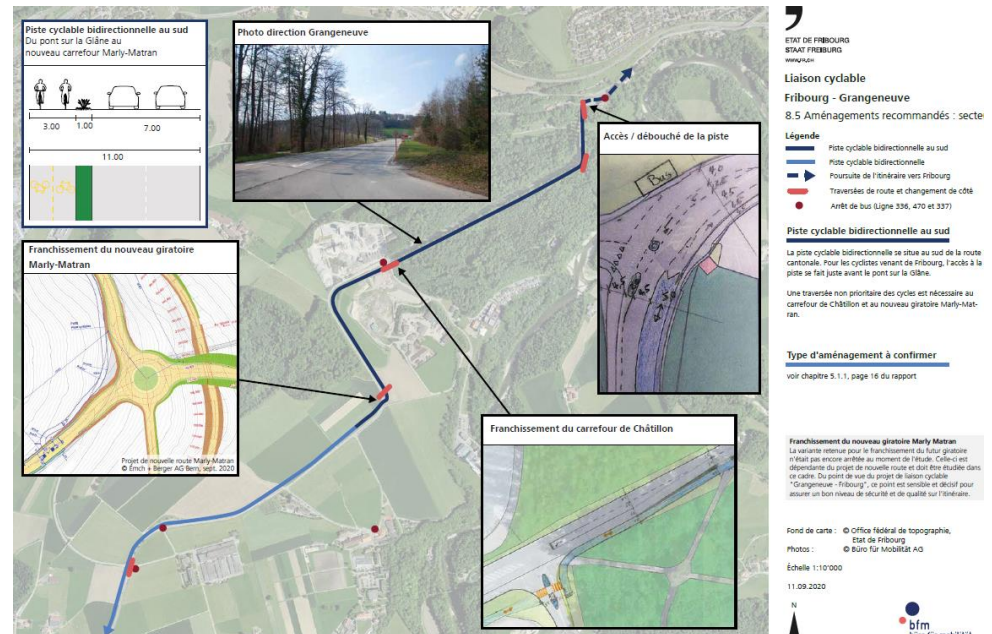 Piste cyclable bidirectionnelle au sud
Du pont sur la Glâne au
nouveau carrefour Marly-Matran
3.00 1.00 7.00
11.00
Photo direction Grangeneuve
Accès / débouché de la piste
Bus
Franchissement du nouveau giratoire
Marly-Matran
Projet de nouvelle route Marly-Matran
© Emch + Berger AG Bern, sept. 2020
Franchissement du carrefour de Châtillon
ETAT DE FRIBOURG
STAAT FREIBURG
WWW.FR.CH
Liaison cyclable
Fribourg - Grangeneuve
8.5 Aménagements recommandés : secteu
Légende
Piste cyclable bidirectionnelle au sud
Piste cyclable bidirectionnelle
Poursuite de l'itinéraire vers Fribourg
Traversées de route et changement de côté
Arrêt de bus (Ligne 336, 470 et 337)
Piste cyclable bidirectionnelle au sud
La piste cyclable bidirectionnelle se situe au sud de la route
cantonale. Pour les cyclistes venant de Fribourg, l'accès à la
piste se fait juste avant le pont sur la Glâne.
Une traversée non prioritaire des cycles est nécessaire au
carrefour de Châtillon et au nouveau giratoire Marly-Mat-
ran.
Type d'aménagement à confirmer
voir chapitre 5.1.1, page 16 du rapport
Franchissement du nouveau giratoire Marly Matran
La variante retenue pour le franchissement du futur giratoire
n'était pas encore arrêtée au moment de l'étude. Celle-ci est
dépendante du projet de nouvelle route et doit être étudiée dans
ce cadre. Du point de vue du projet de liaison cyclable
"Grangeneuve - Fribourg", ce point est sensible et décisif pour
assurer un bon niveau de sécurité et de qualité sur l'itinéraire.
Fond de carte : © Office fédéral de topographie,
Etat de Fribourg
Photos : © Büro für Mobilität AG
Échelle 1:10'000
11.09.2020
N
bfm
büro für mobilität